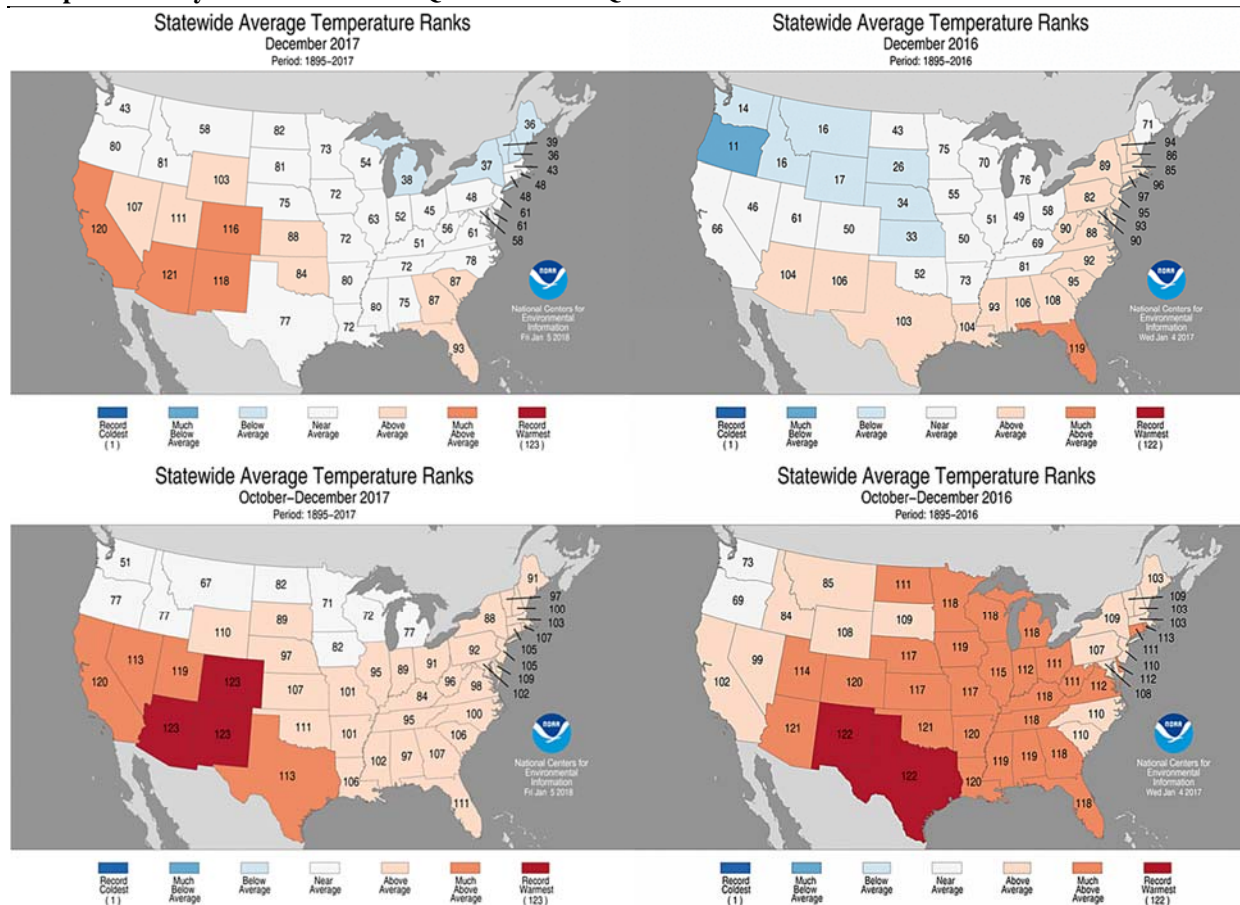 Statewide Average Temperature Ranks
December 2017
Period: 1895-2017
43
58
82
73
54
36
80
81
81
38
37
39
36
43
48
48
61
61
58
103
75
72
63
52
45
48
107
111
116
88
72
51
56
61
120
121
118
84
80
72
78
77
72
80
75
87
87
93
NOAA
National Centers for
Environmental
Information
Fri Jan 5 2018
Record
Coldest
(1)
Much
Below
Average
Below
Average
Near
Average
Above
Average
Much
Above
Average
Record
Warmest
(123)
Statewide Average Temperature Ranks
December 2016
Period: 1895-2016
14
16
43
75
70
71
11
16
26
76
89
94
86
85
96
97
95
93
90
17
34
55
51
49
58
82
66
46
61
50
33
50
69
90
88
104
106
52
73
81
92
103
104
93
106
108
95
119
NOAA
National Centers for
Environmental
Information
Wed Jan 4 2017
Record
Coldest
(1)
Much
Below
Average
Below
Average
Near
Average
Above
Average
Much
Above
Average
Record
Warmest
(122)
Statewide Average Temperature Ranks
October-December 2017
Period: 1895-2017
51
67
82
71
72
91
77
77
89
77
88
97
100
103
107
105
105
109
102
110
97
82
95
89
91
92
120
113
119
123
107
101
84
96
98
123
123
111
101
95
100
113
106
102
97
107
106
111
NOAA
National Centers for
Environmental
Information
Fri Jan 5 2018
Record
Coldest
(1)
Much
Below
Average
Below
Average
Near
Average
Above
Average
Much
Above
Average
Record
Warmest
(123)
Statewide Average Temperature Ranks
October-December 2016
Period: 1895-2016
73
85
111
118
118
103
69
84
109
118
109
109
103
103
113
111
110
112
108
108
117
119
115
112
111
107
102
99
114
120
117
117
118
111
112
121
122
121
120
118
110
122
120
119
119
118
110
118
NOAA
National Centers for
Environmental
Information
Wed Jan 4 2017
Record
Coldest
(1)
Much
Below
Average
Below
Average
Near
Average
Above
Average
Much
Above
Average
Record
Warmest
(122)